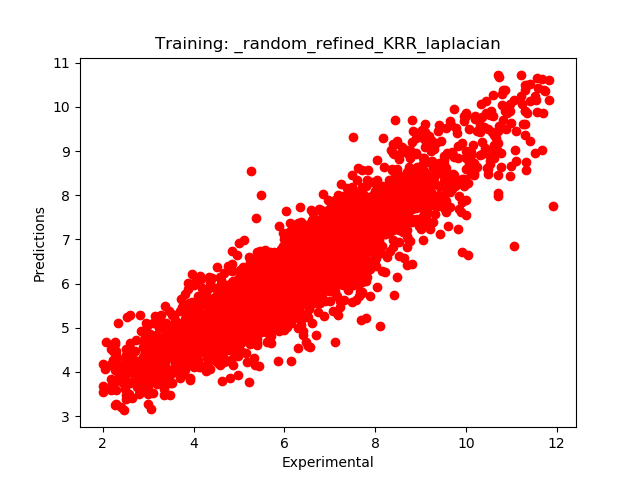 Training: _random_refined_KRR_laplacian
11
10
9
8
7
6
5
4
3
Predictions
2 4 6 8 10 12
Experimental